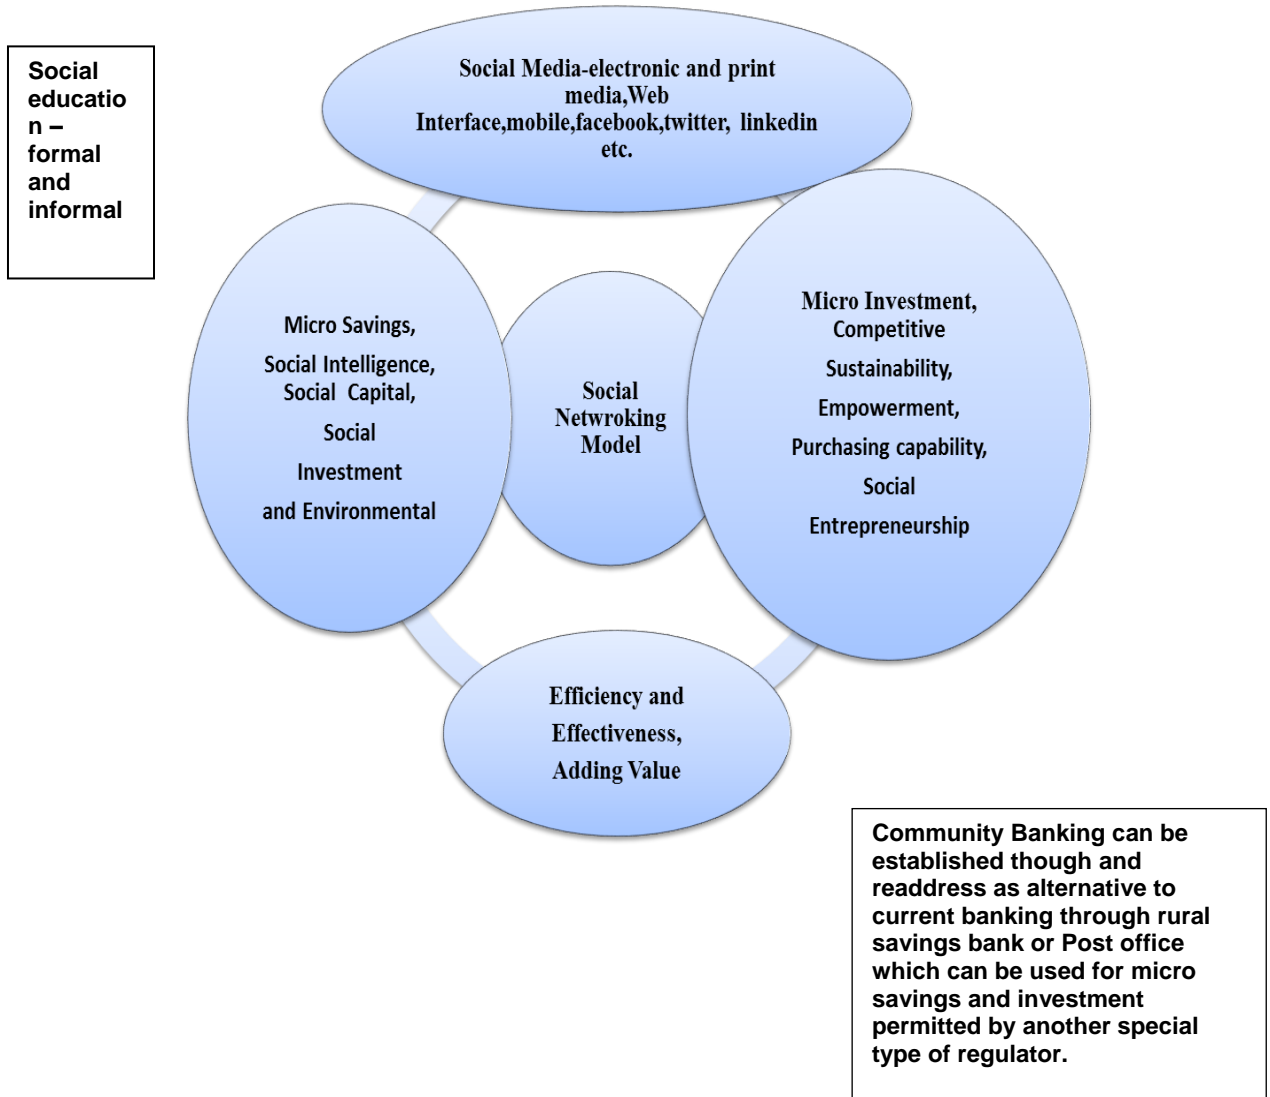 Social
educatio
n –
formal
and
informal
Social Media-electronic and print
media,Web
Interface,mobile,facebook,twitter, linkedin
etc.
Micro Savings,
Social Intelligence,
Social Capital,
Social
Investment
and Environmental
Social
Netwroking
Model
Micro Investment,
Competitive
Sustainability,
Empowerment,
Purchasing capability,
Social
Entrepreneurship
Efficiency and
Effectiveness,
Adding Value
Community Banking can be
established though and
readdress as alternative to
current banking through rural
savings bank or Post office
which can be used for micro
savings and investment
permitted by another special
type of regulator.